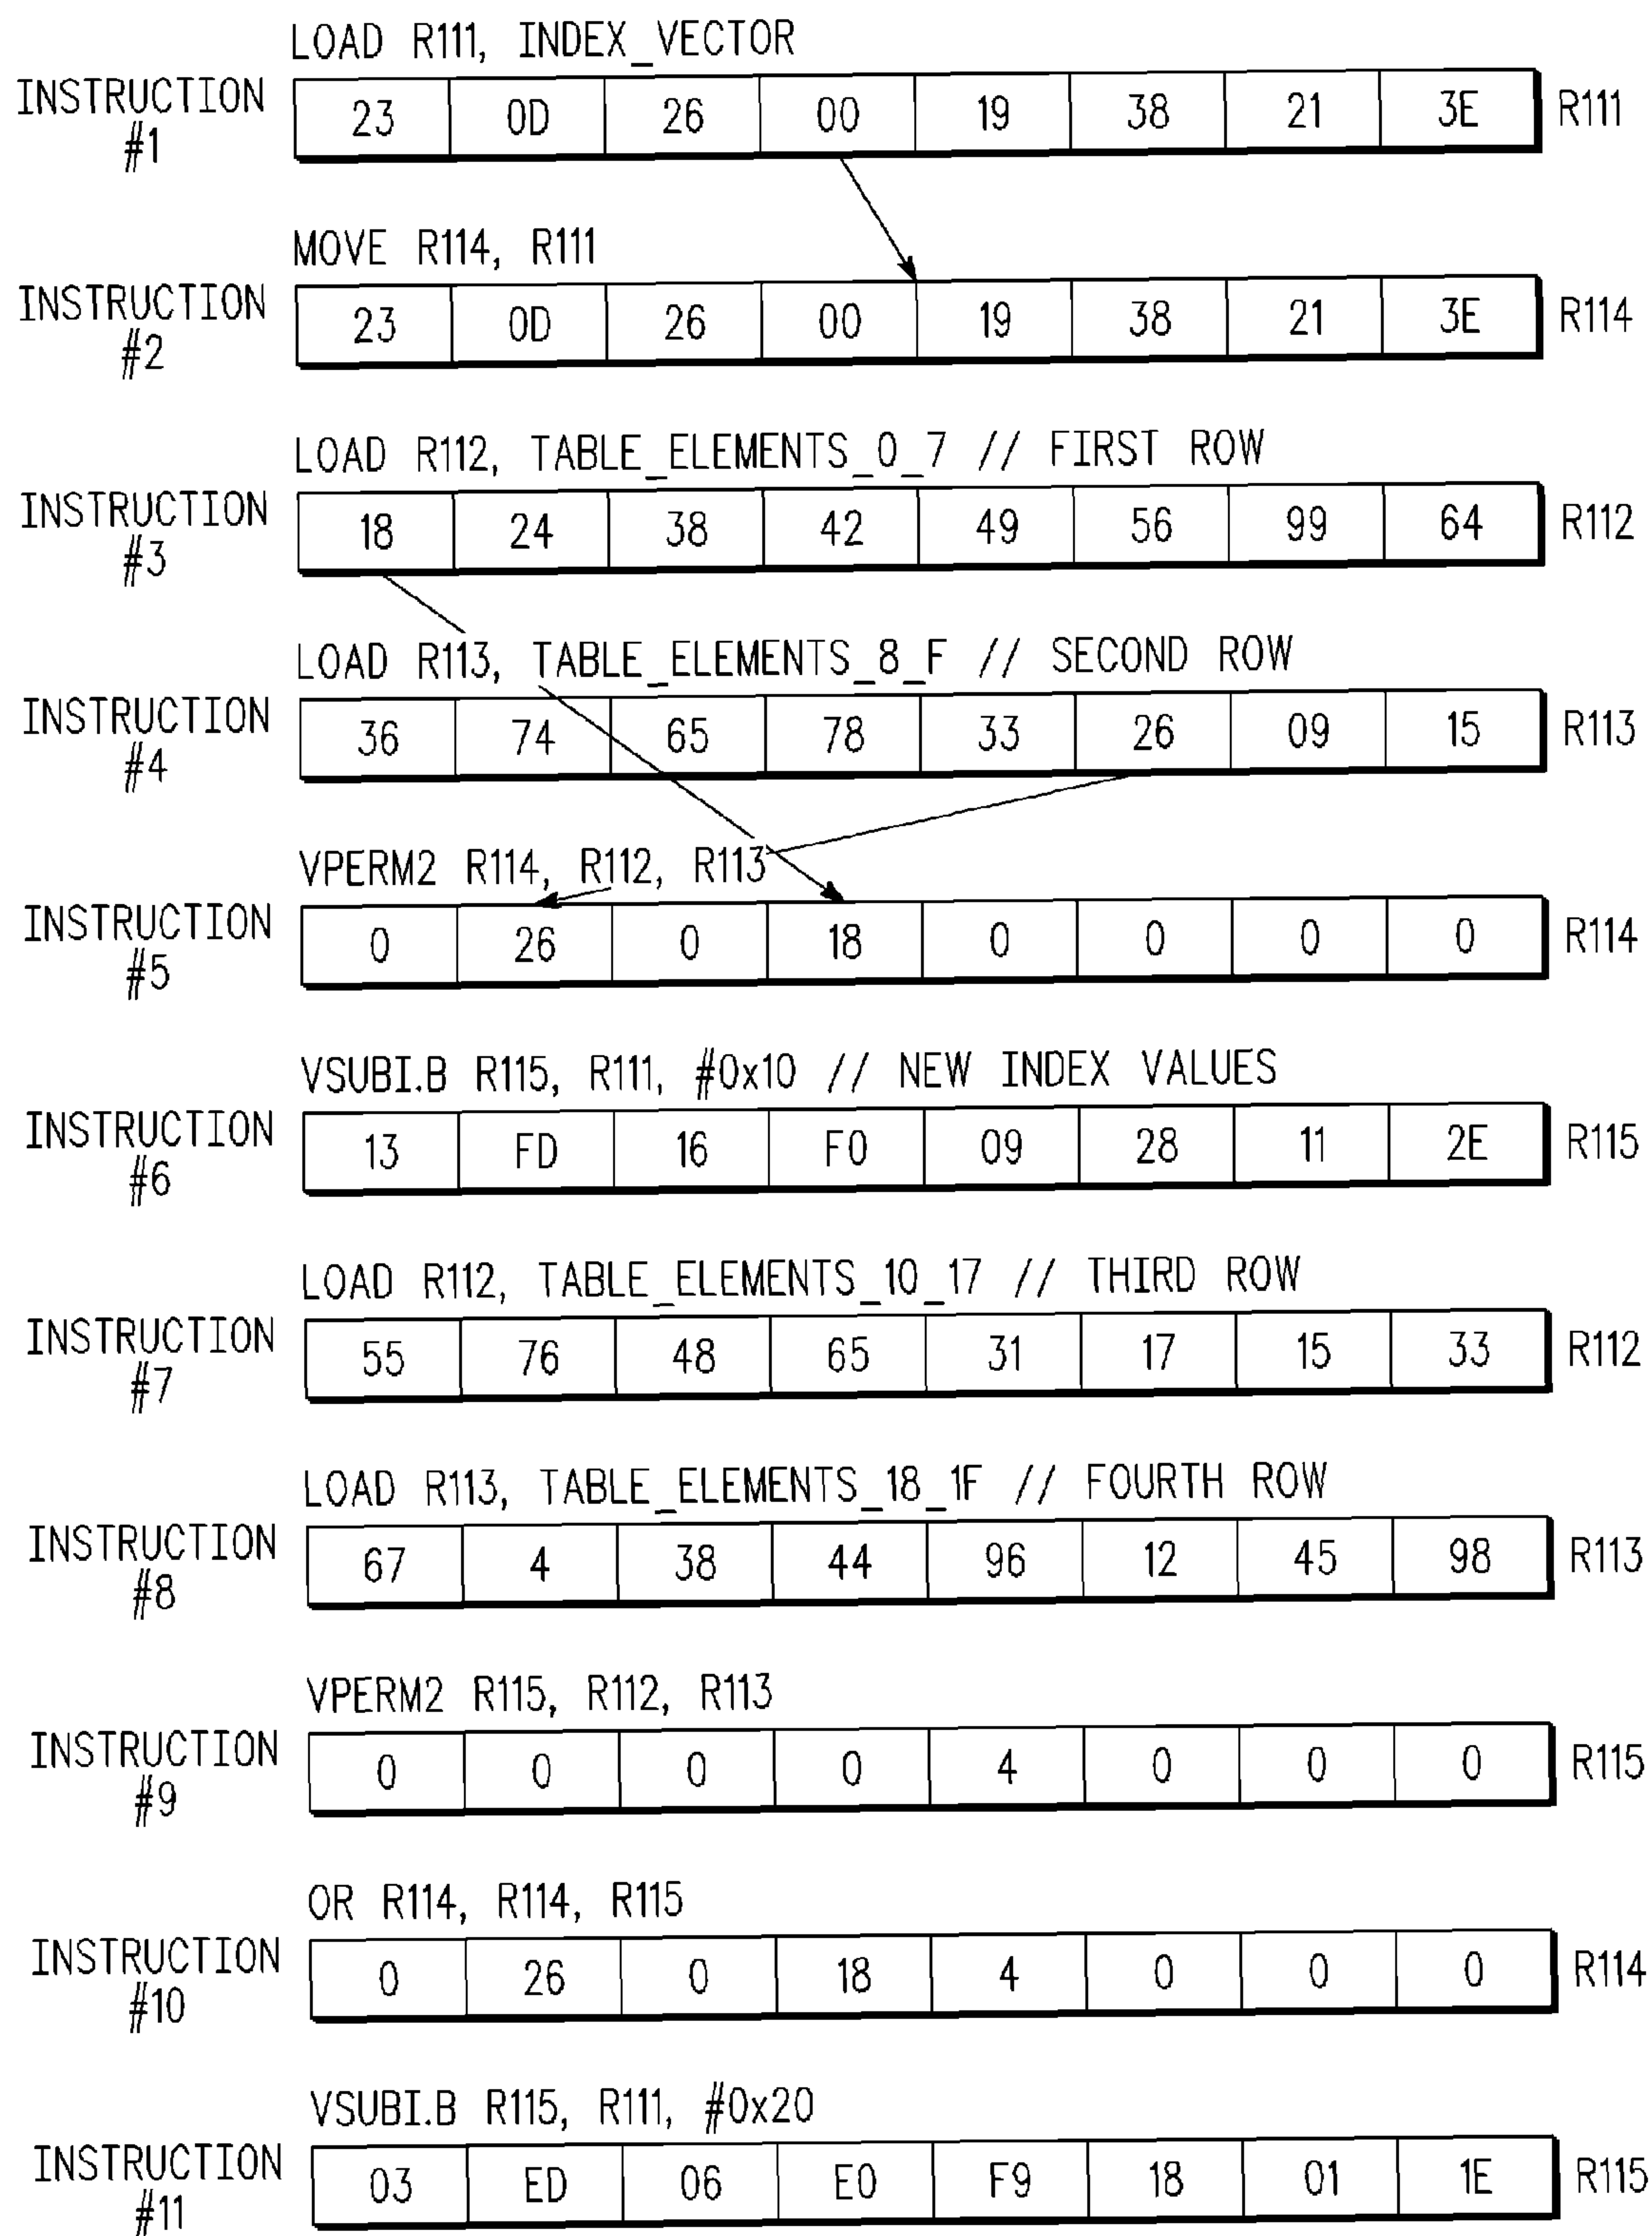 LOAD R111, INDEX_VECTOR
INSTRUCTION #1 23 0D 26 00 19 38 21 3E R111
MOVE R114, R111
INSTRUCTION #2 23 0D 26 00 19 38 21 3E R114
LOAD R112, TABLE_ELEMENTS_0_7 // FIRST ROW
INSTRUCTION #3 18 24 38 42 49 56 99 64 R112
LOAD R113, TABLE_ELEMENTS_8_F // SECOND ROW
INSTRUCTION #4 36 74 65 78 33 26 09 15 R113
VPERM2 R114, R112, R113
INSTRUCTION #5 0 26 0 18 0 0 0 0 R114
VSUBI.B R115, R111, #0x10 // NEW INDEX VALUES
INSTRUCTION #6 13 FD 16 F0 09 28 11 2E R115
LOAD R112, TABLE_ELEMENTS_10_17 // THIRD ROW
INSTRUCTION #7 55 76 48 65 31 17 15 33 R112
LOAD R113, TABLE_ELEMENTS_18_1F // FOURTH ROW
INSTRUCTION #8 67 4 38 44 96 12 45 98 R113
VPERM2 R115, R112, R113
INSTRUCTION #9 0 0 0 0 4 0 0 0 R115
OR R114, R114, R115
INSTRUCTION #10 0 26 0 18 4 0 0 0 R114
VSUBI.B R115, R111, #0x20
INSTRUCTION #11 03 ED 06 E0 F9 18 01 1E R115